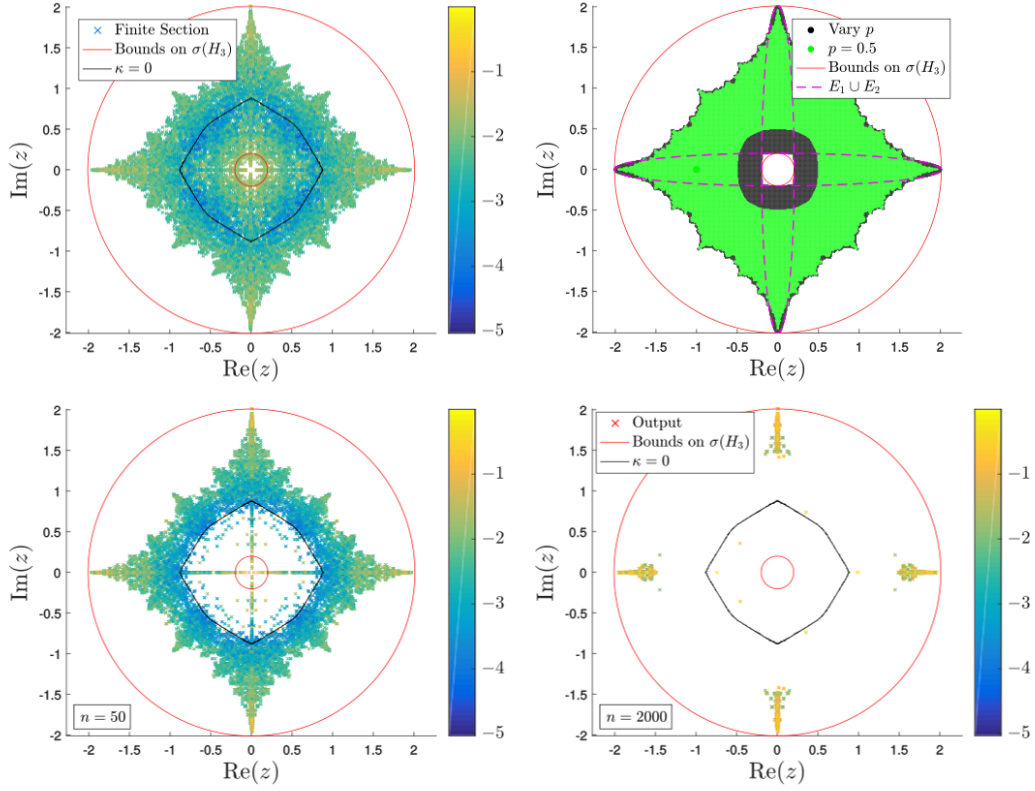 Finite Section
Bounds on σ(H₃)
κ = 0
2
1.5
1
0.5
0
-0.5
-1
-1.5
-2
Im(z)
-2 -1.5 -1 -0.5 0 0.5 1 1.5 2
Re(z)
−1
−2
−3
−4
−5
Vary p
p = 0.5
Bounds on σ(H₃)
E₁ ∪ E₂
2
1.5
1
0.5
0
-0.5
-1
-1.5
-2
Im(z)
-2 -1.5 -1 -0.5 0 0.5 1 1.5 2
Re(z)
2
1.5
1
0.5
0
-0.5
-1
-1.5
-2
Im(z)
n = 50
-2 -1.5 -1 -0.5 0 0.5 1 1.5 2
Re(z)
−1
−2
−3
−4
−5
Output
Bounds on σ(H₃)
κ = 0
2
1.5
1
0.5
0
-0.5
-1
-1.5
-2
Im(z)
n = 2000
-2 -1.5 -1 -0.5 0 0.5 1 1.5 2
Re(z)
−1
−2
−3
−4
−5